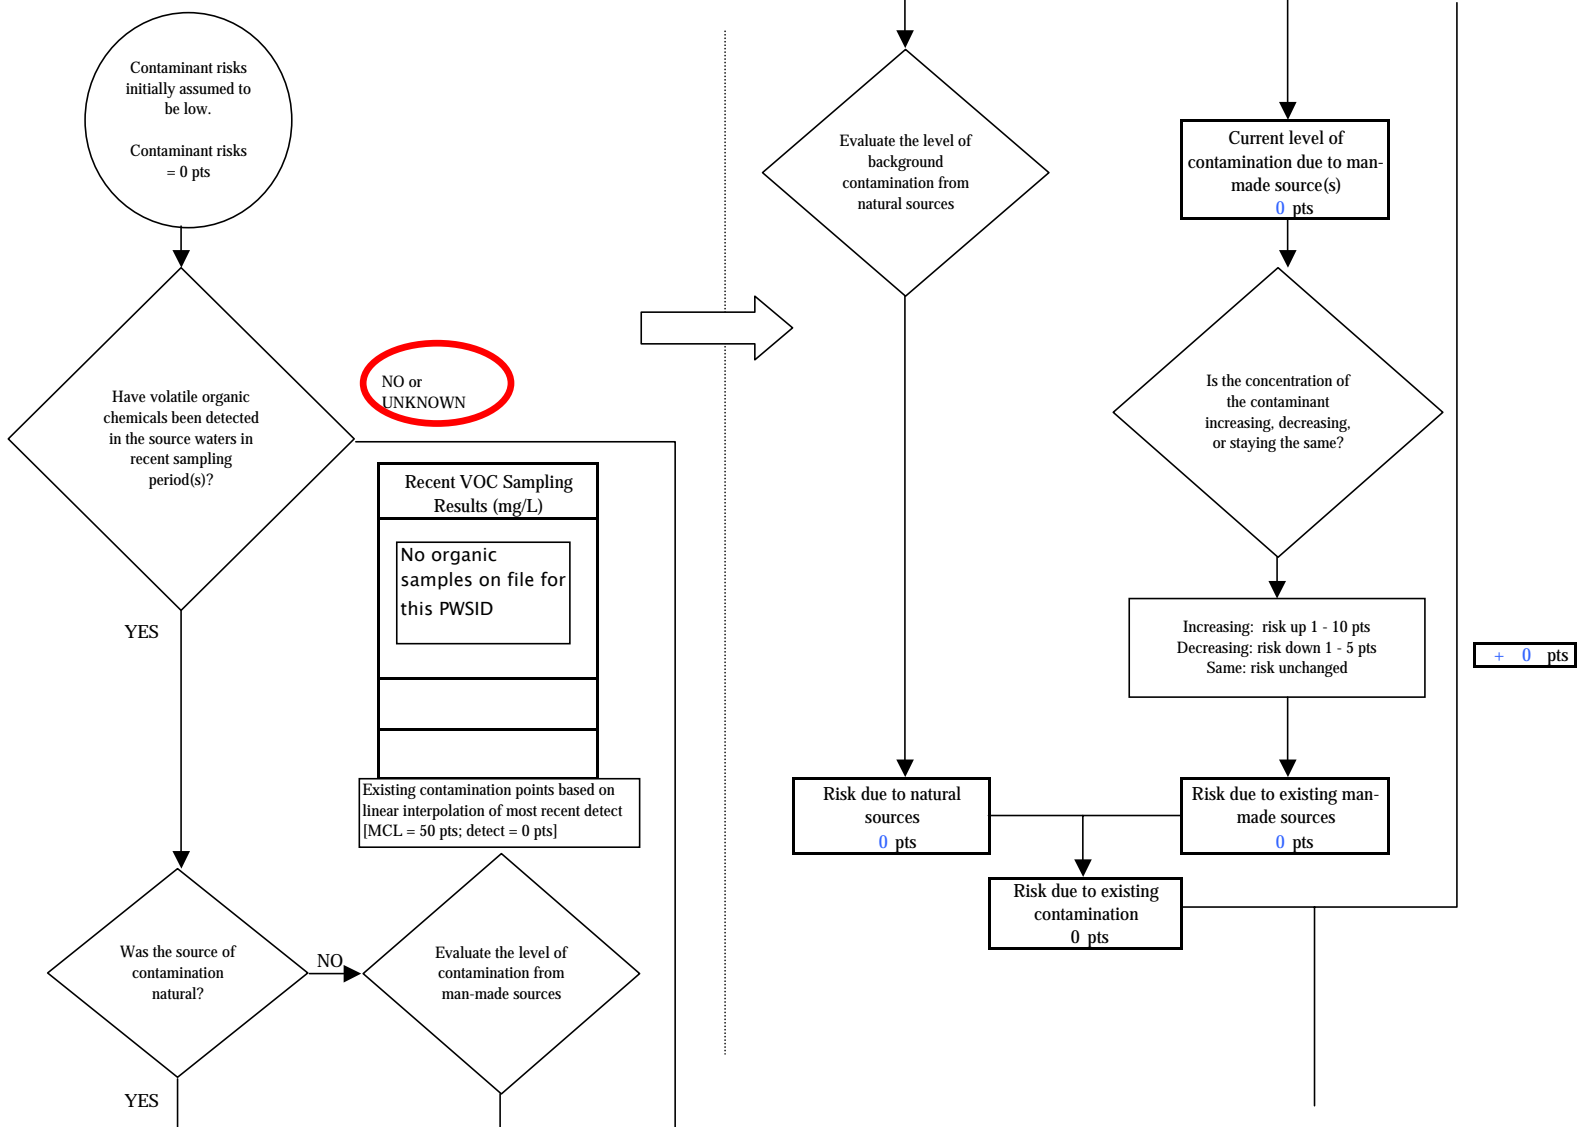 Contaminant risks
initially assumed to
be low.
Contaminant risks
= 0 pts
Have volatile organic
chemicals been detected
in the source waters in
recent sampling
period(s)?
NO or
UNKNOWN
Recent VOC Sampling
Results (mg/L)
No organic
samples on file for
this PWSID
YES
Existing contamination points based on
linear interpolation of most recent detect
[MCL = 50 pts; detect = 0 pts]
Was the source of
contamination
natural?
NO
Evaluate the level of
contamination from
man-made sources
YES
Evaluate the level of
background
contamination from
natural sources
Current level of
contamination due to man-
made source(s)
0 pts
Is the concentration of
the contaminant
increasing, decreasing,
or staying the same?
Increasing: risk up 1 - 10 pts
Decreasing: risk down 1 - 5 pts
Same: risk unchanged
+ 0 pts
Risk due to natural
sources
0 pts
Risk due to existing man-
made sources
0 pts
Risk due to existing
contamination
0 pts